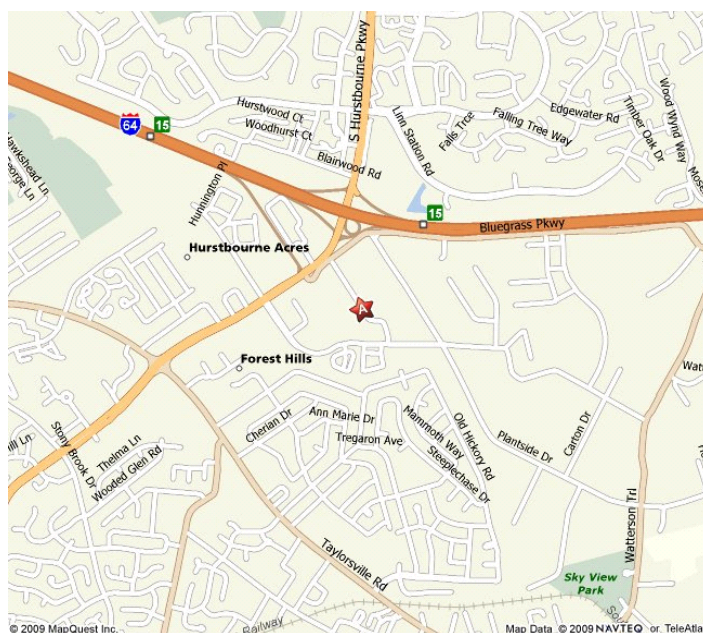 S Hurstbourne Pkwy
Hurstwood Ct
64
15
Woodhurst Ct
Blairwood Rd
Linn Station Rd
Falls Trce
Falling Tree Way
Edgewater Rd
Timber Oak Dr
Wood Wynd Way
Hawkshead Ln
George Ln
Hunnington Pl
15
Bluegrass Pkwy
Hurstbourne Acres
A
Forest Hills
Cherian Dr
Ann Marie Dr
Tregaron Ave
Mammoth Way
Steeplechase Dr
Old Hickory Rd
Plantside Dr
Carton Dr
Stony Brook Dr
Thelma Ln
Wooded Glen Rd
Watterson Trl
Taylorsville Rd
Sky View
Park
Railway
© 2009 MapQuest Inc.
Map Data © 2009 NAVTEQ or TeleAtla